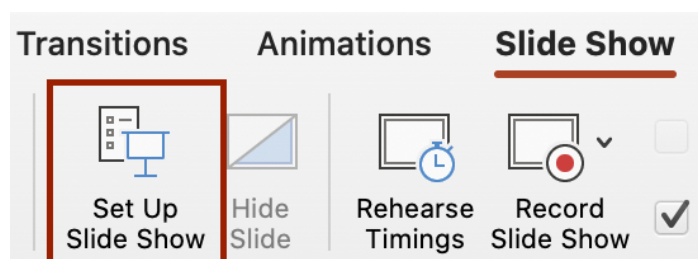 Transitions Animations Slide Show
Set Up Hide Rehearse Record
Slide Show Slide Timings Slide Show